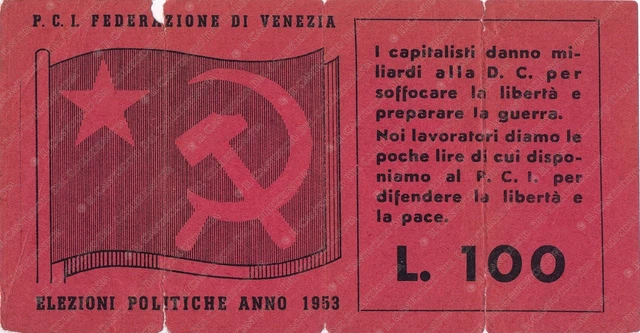 P. C. I. FEDERAZIONE DI VENEZIA
I capitalisti danno mi-
liardi alla D. C. per
soffocare la libertà e
preparare la guerra.
Noi lavoratori diamo le
poche lire di cui dispo-
niamo al P. C. I. per
difendere la libertà e
la pace.
L. 100
ELEZIONI POLITICHE ANNO 1953